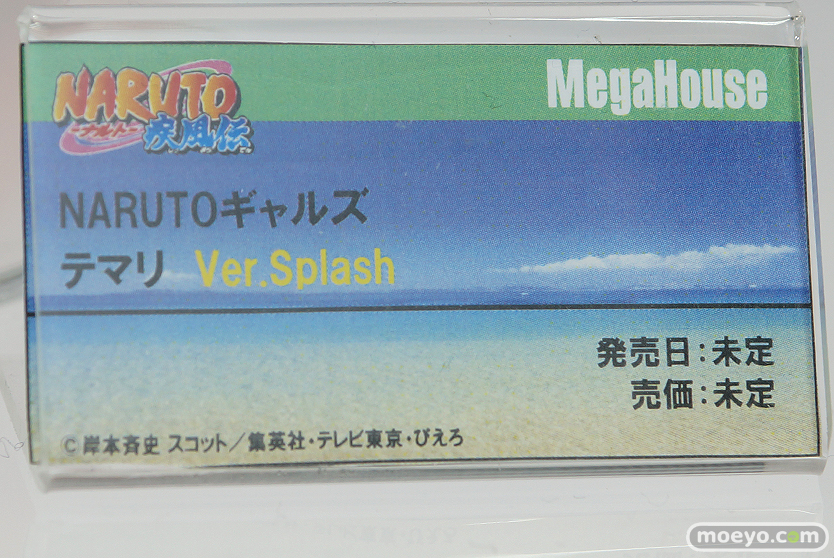 NARUTO
-ナルト-
疾風伝
MegaHouse
NARUTOギャルズ
テマリ Ver.Splash
発売日:未定
売価:未定
©岸本斉史 スコット/集英社・テレビ東京・ぴえろ
moeyo.com